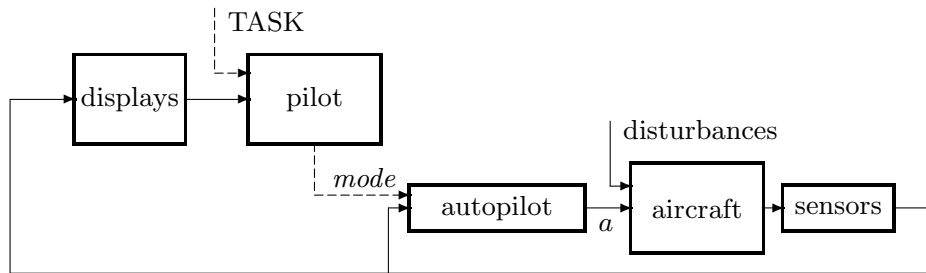 TASK
displays
pilot
disturbances
mode
autopilot
a
aircraft
sensors